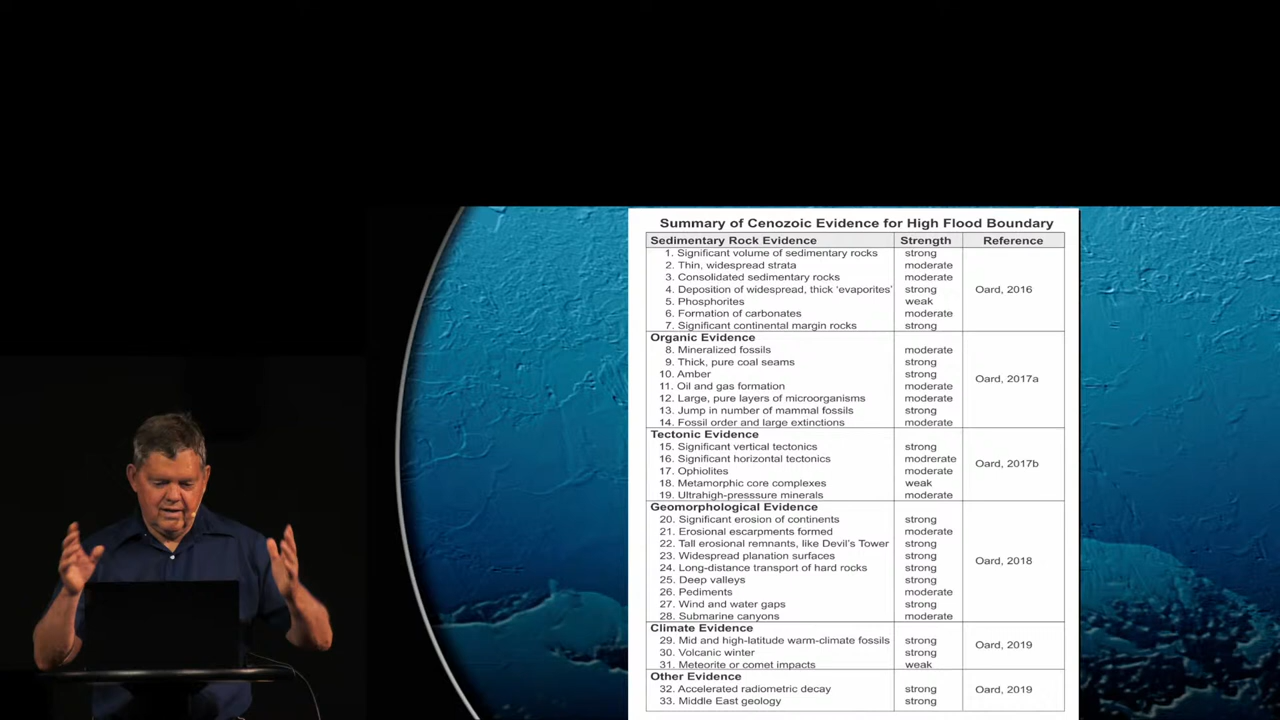 Summary of Cenozoic Evidence for High Flood Boundary
Sedimentary Rock Evidence Strength Reference
1. Significant volume of sedimentary rocks strong
2. Thin, widespread strata moderate
3. Consolidated sedimentary rocks moderate
4. Deposition of widespread, thick ‘evaporites’ strong Oard, 2016
5. Phosphorites weak
6. Formation of carbonates moderate
7. Significant continental margin rocks strong
Organic Evidence
8. Mineralized fossils moderate
9. Thick, pure coal seams strong
10. Amber strong Oard, 2017a
11. Oil and gas formation moderate
12. Large, pure layers of microorganisms moderate
13. Jump in number of mammal fossils strong
14. Fossil order and large extinctions moderate
Tectonic Evidence
15. Significant vertical tectonics strong
16. Significant horizontal tectonics modrerate Oard, 2017b
17. Ophiolites moderate
18. Metamorphic core complexes weak
19. Ultrahigh-presssure minerals moderate
Geomorphological Evidence
20. Significant erosion of continents strong
21. Erosional escarpments formed moderate
22. Tall erosional remnants, like Devil's Tower strong
23. Widespread planation surfaces strong Oard, 2018
24. Long-distance transport of hard rocks strong
25. Deep valleys strong
26. Pediments moderate
27. Wind and water gaps strong
28. Submarine canyons moderate
Climate Evidence
29. Mid and high-latitude warm-climate fossils strong Oard, 2019
30. Volcanic winter strong
31. Meteorite or comet impacts weak
Other Evidence
32. Accelerated radiometric decay strong Oard, 2019
33. Middle East geology strong